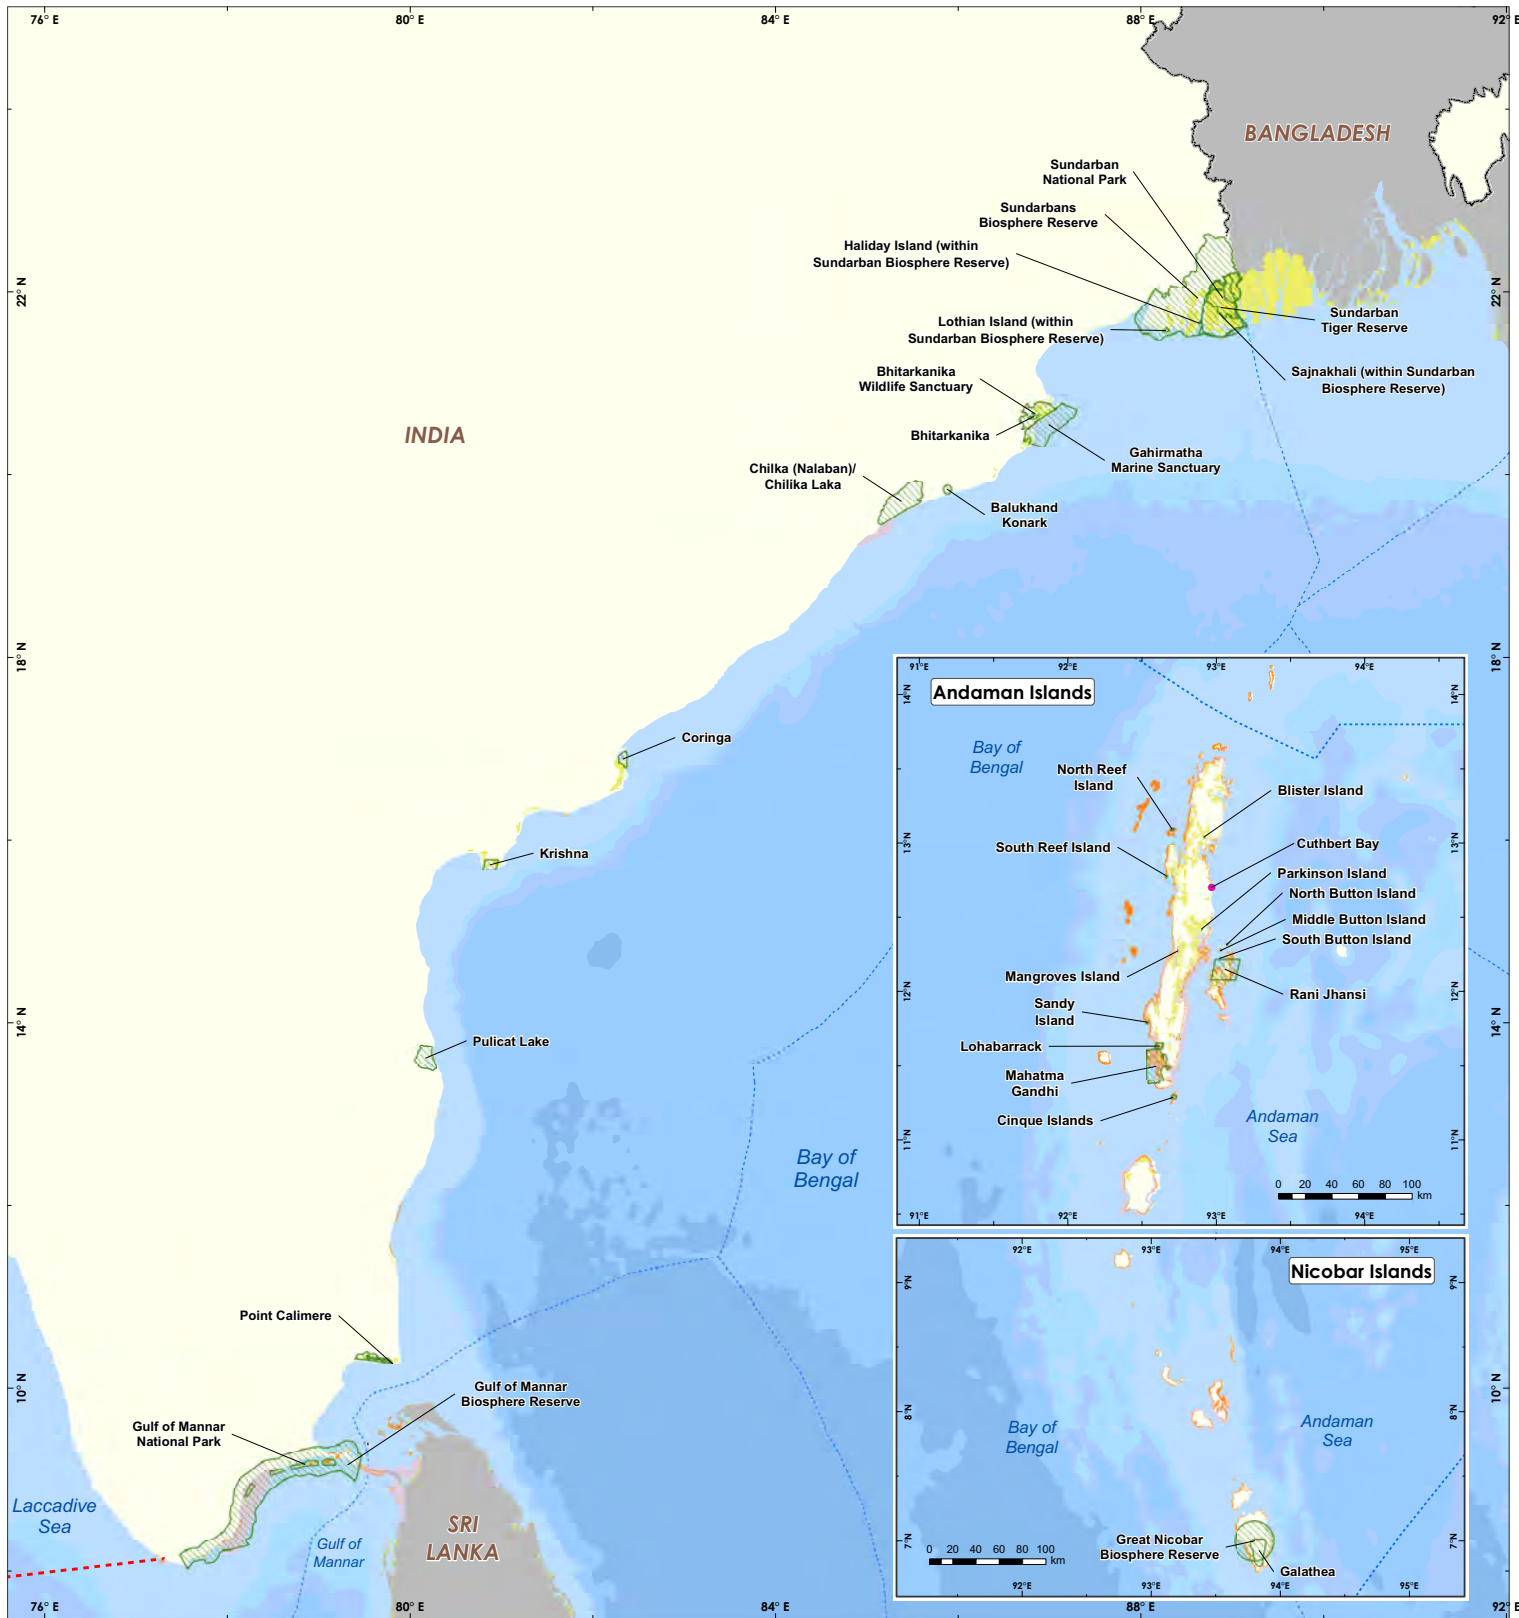 76° E
80° E
84° E
88° E
92° E
BANGLADESH
Sundarban
National Park
Sundarbans
Biosphere Reserve
Haliday Island (within
Sundarban Biosphere Reserve)
22° N
22° N
Lothian Island (within
Sundarban Biosphere Reserve)
Sundarban
Tiger Reserve
Bhitarkanika
Wildlife Sanctuary
Sajnakhali (within Sundarban
Biosphere Reserve)
INDIA
Bhitarkanika
Gahirmatha
Marine Sanctuary
Chilka (Nalaban)/
Chilika Laka
Balukhand
Konark
18° N
18° N
Coringa
Krishna
14° N
14° N
Pulicat Lake
Bay of
Bengal
Point Calimere
10° N
10° N
Gulf of Mannar
Biosphere Reserve
Gulf of Mannar
National Park
Laccadive
Sea
Gulf of
Mannar
SRI
LANKA
76° E
80° E
84° E
88° E
92° E
91°E
92°E
93°E
94°E
Andaman Islands
14°N
14°N
Bay of
Bengal
North Reef
Island
Blister Island
13°N
13°N
South Reef Island
Cuthbert Bay
Parkinson Island
North Button Island
Middle Button Island
South Button Island
Mangroves Island
12°N
12°N
Rani Jhansi
Sandy
Island
Lohabarrack
Mahatma
Gandhi
Cinque Islands
Andaman
Sea
11°N
11°N
0 20 40 60 80 100
km
91°E
92°E
93°E
94°E
92°E
93°E
94°E
95°E
Nicobar Islands
9°N
9°N
8°N
8°N
Bay of
Bengal
Andaman
Sea
7°N
7°N
Great Nicobar
Biosphere Reserve
Galathea
0 20 40 60 80 100
km
92°E
93°E
94°E
95°E